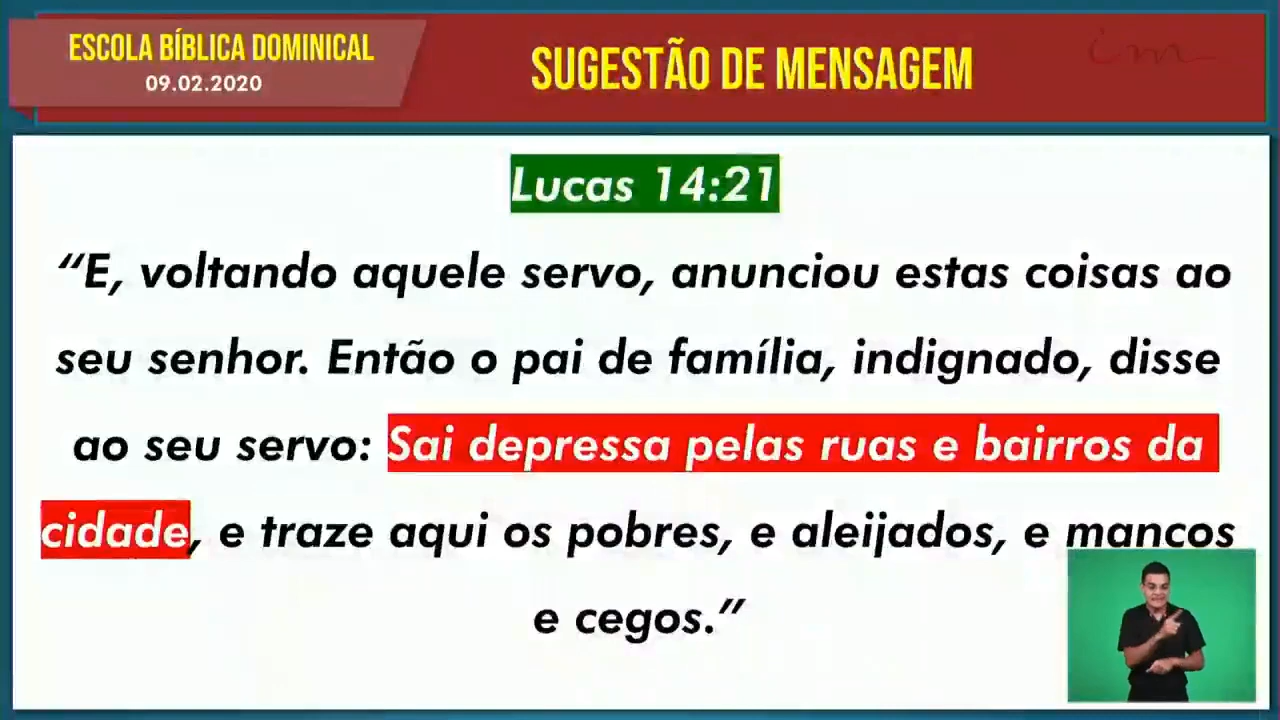 ESCOLA BÍBLICA DOMINICAL
09.02.2020
SUGESTÃO DE MENSAGEM
Lucas 14:21
“E, voltando aquele servo, anunciou estas coisas ao
seu senhor. Então o pai de família, indignado, disse
ao seu servo: Sai depressa pelas ruas e bairros da
cidade, e traze aqui os pobres, e aleijados, e mancos
e cegos.”